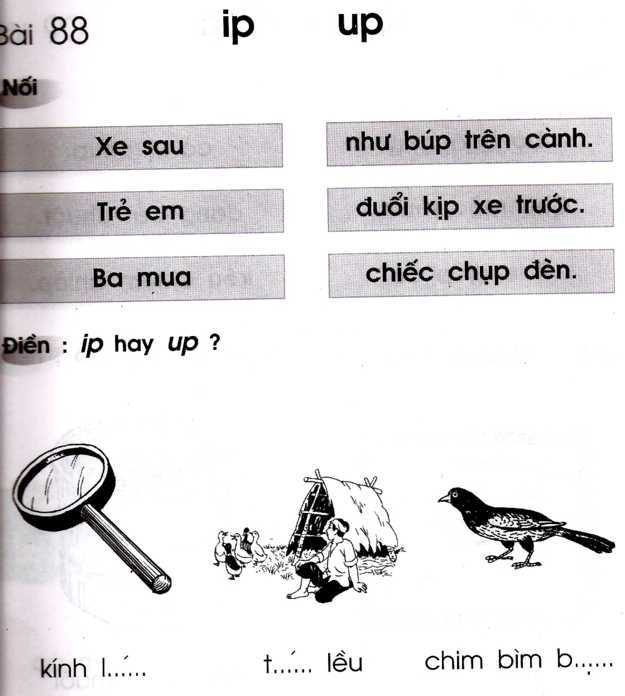 Bài 88 ip up
Nối
Xe sau như búp trên cành.
Trẻ em đuổi kịp xe trước.
Ba mua chiếc chụp đèn.
Điền : ip hay up ?
kính l..´....
t...´... lều
chim bìm b...̣...